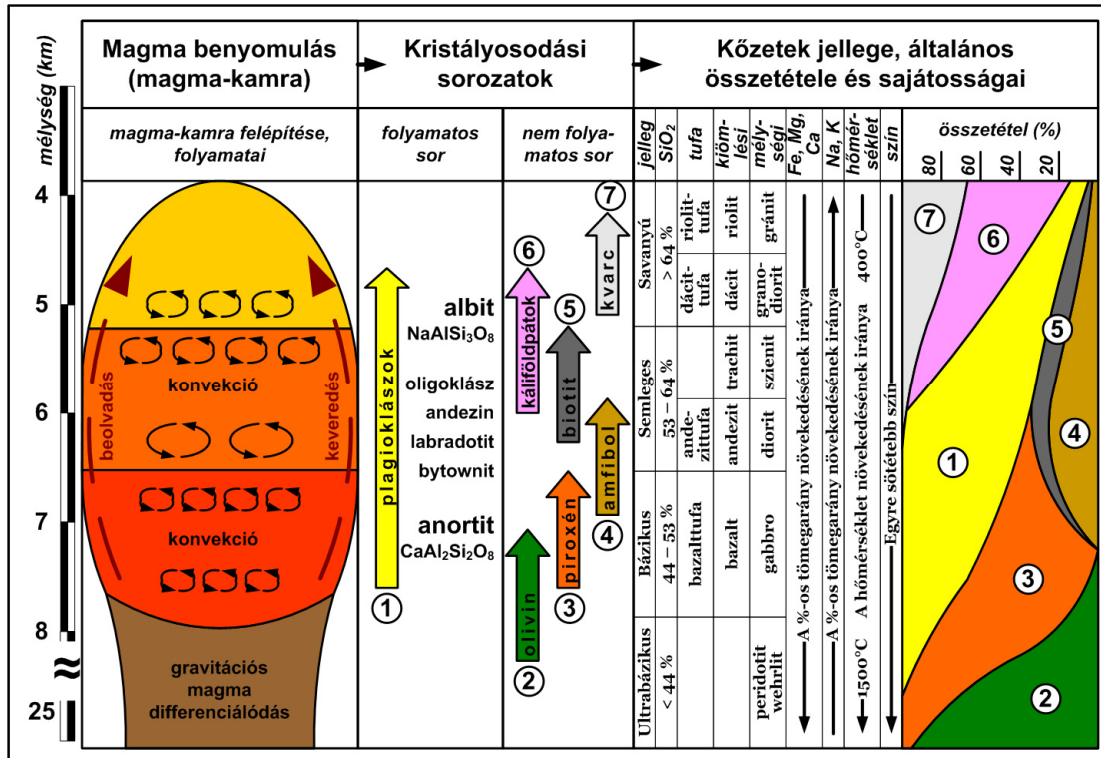 Magma benyomulás
(magma-kamra)
Kristályosodási
sorozatok
Kőzetek jellege, általános
összetétele és sajátosságai
mélység (km)
magma-kamra felépítése,
folyamatai
folyamatos
sor
nem folya-
matos sor
jelleg
SiO₂
tufa
kiöm-
lési
mély-
ségi
Fe, Mg,
Ca
Na, K
hőmér-
séklet
szín
összetétel (%)
80
60
40
20
4
5
6
7
8
25
beolvadás
keveredés
konvekció
konvekció
gravitációs
magma
differenciálódás
plagioklászok
1
albit
NaAlSi₃O₈
oligoklász
andezin
labradotit
bytownit
anortit
CaAl₂Si₂O₈
olivin
2
piroxén
3
amfibol
4
biotit
5
káliföldpátok
6
kvarc
7
Savanyú
> 64 %
riolit-
tufa
riolit
gránit
dácit-
tufa
dácit
grano-
diorit
Semleges
53 – 64 %
trachit
szienit
ande-
zittufa
andezit
diorit
Bázikus
44 – 53 %
bazalttufa
bazalt
gabbro
Ultrabázikus
< 44 %
peridotit
wehrlit
A %-os tömegarány növekedésének iránya
A %-os tömegarány növekedésének iránya
1500°C A hőmérséklet növekedésének iránya 400°C
Egyre sötétebb szín
7
6
5
4
1
3
2